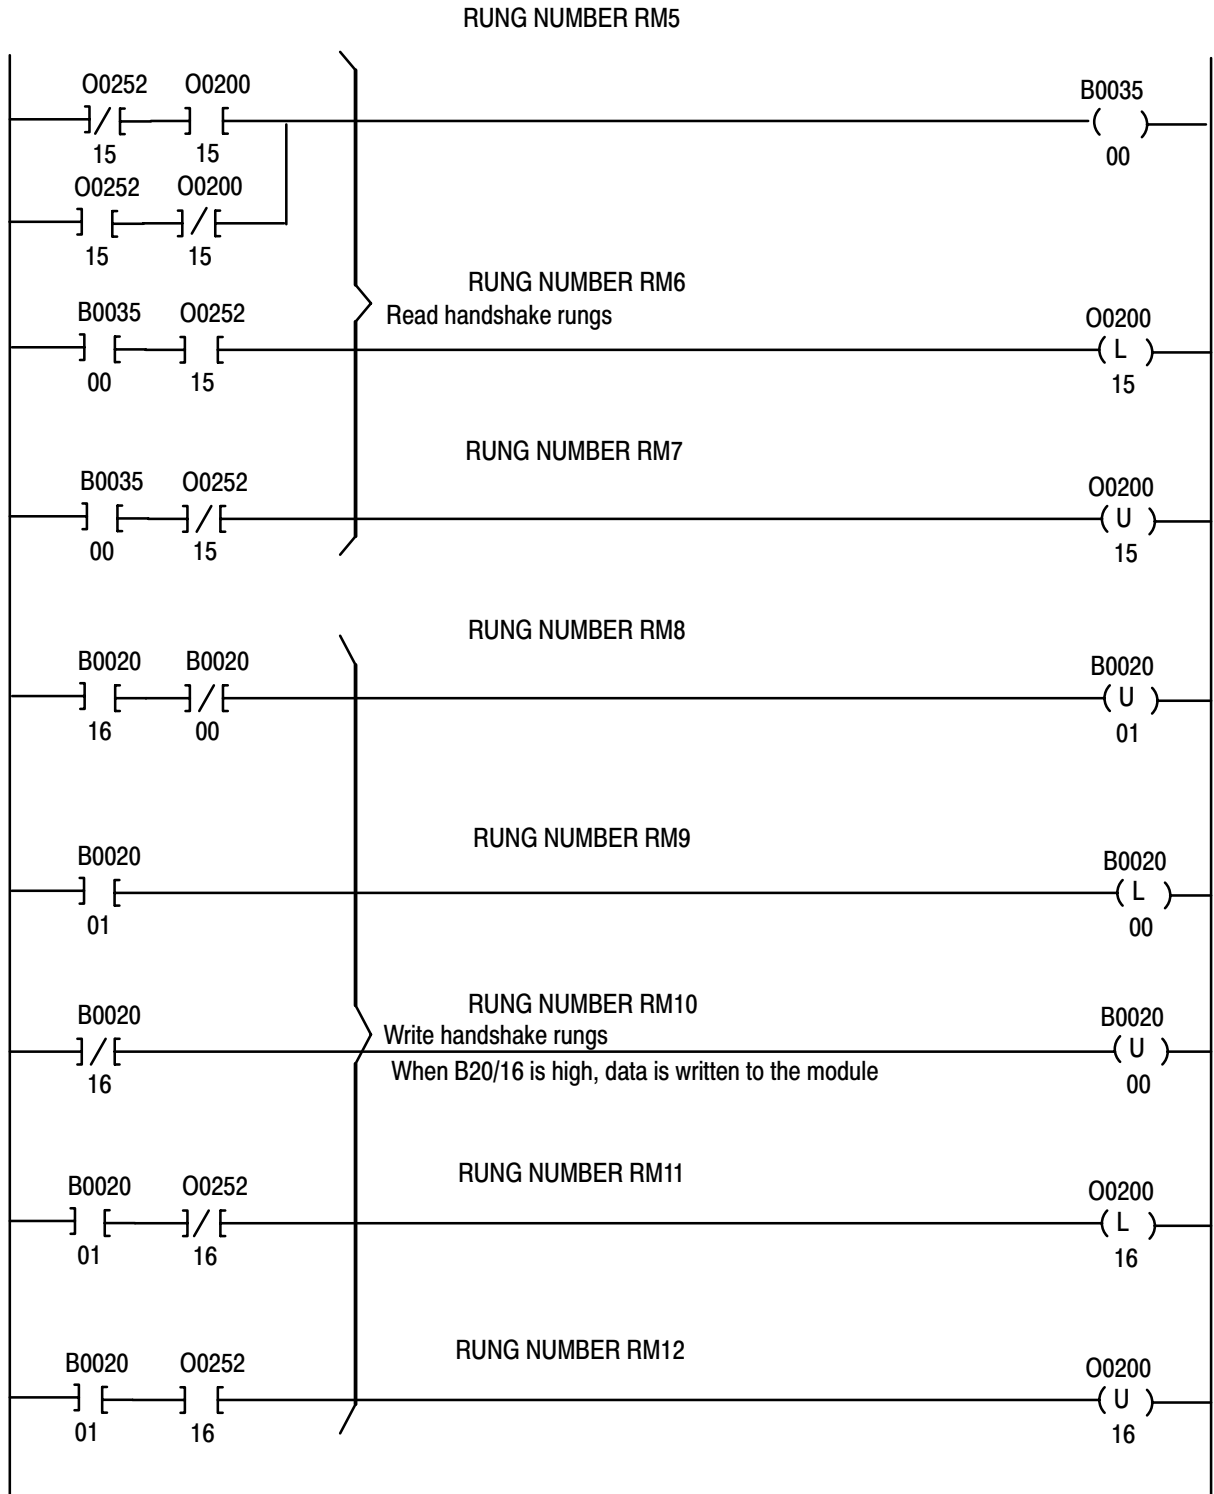 RUNG NUMBER RM5
O0252 O0200 B0035
15 15 00
O0252 O0200
15 15
RUNG NUMBER RM6
Read handshake rungs
B0035 O0252 O0200
L
00 15 15
RUNG NUMBER RM7
B0035 O0252 O0200
U
00 15 15
RUNG NUMBER RM8
B0020 B0020 B0020
U
16 00 01
RUNG NUMBER RM9
B0020 B0020
L
01 00
RUNG NUMBER RM10
B0020 B0020
Write handshake rungs
U
When B20/16 is high, data is written to the module
16 00
RUNG NUMBER RM11
B0020 O0252 O0200
L
01 16 16
RUNG NUMBER RM12
B0020 O0252 O0200
U
01 16 16